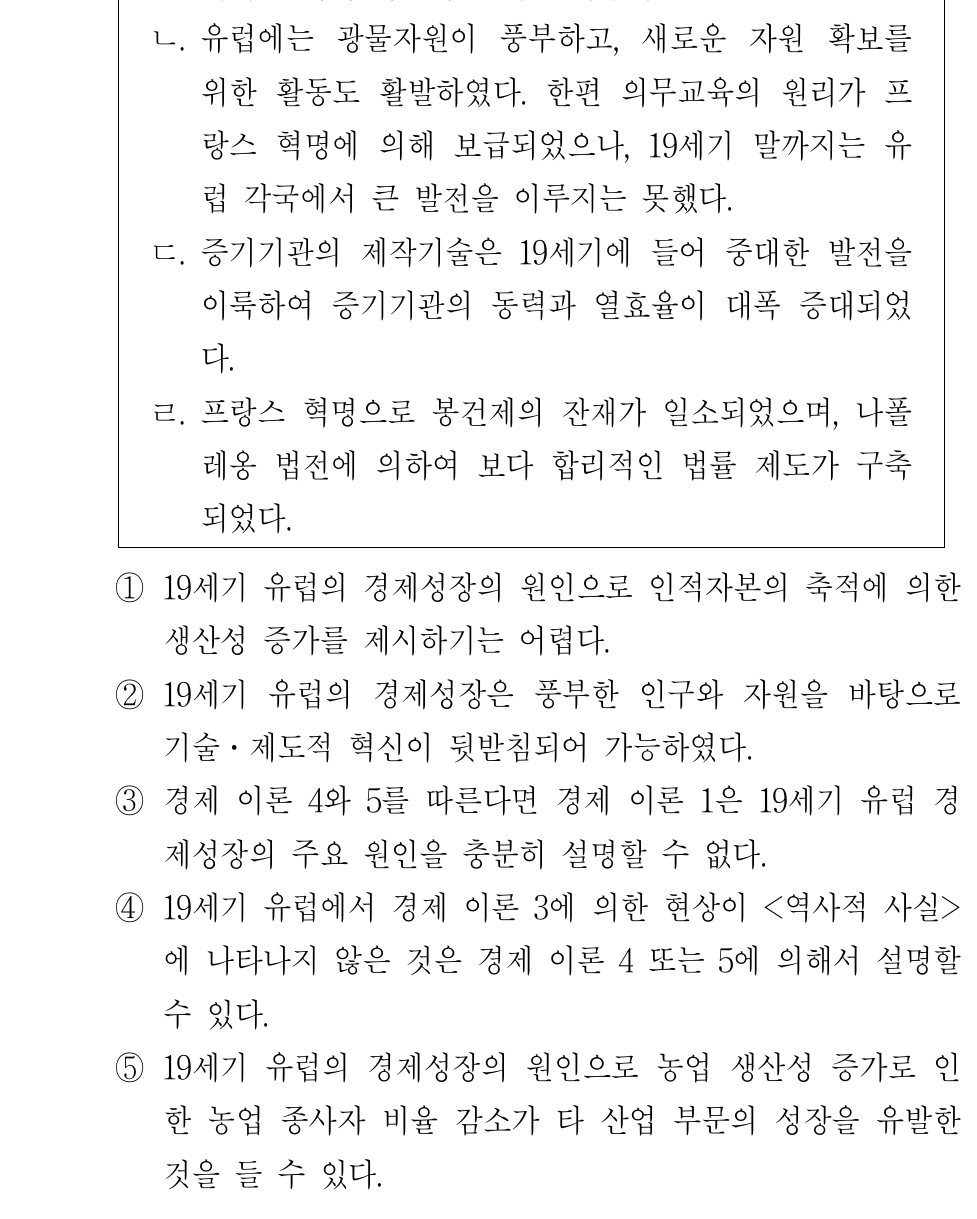 ㄴ. 유럽에는 광물자원이 풍부하고, 새로운 자원 확보를
위한 활동도 활발하였다. 한편 의무교육의 원리가 프
랑스 혁명에 의해 보급되었으나, 19세기 말까지는 유
럽 각국에서 큰 발전을 이루지는 못했다.
ㄷ. 증기기관의 제작기술은 19세기에 들어 중대한 발전을
이룩하여 증기기관의 동력과 열효율이 대폭 증대되었
다.
ㄹ. 프랑스 혁명으로 봉건제의 잔재가 일소되었으며, 나폴
레옹 법전에 의하여 보다 합리적인 법률 제도가 구축
되었다.
① 19세기 유럽의 경제성장의 원인으로 인적자본의 축적에 의한
생산성 증가를 제시하기는 어렵다.
② 19세기 유럽의 경제성장은 풍부한 인구와 자원을 바탕으로
기술·제도적 혁신이 뒷받침되어 가능하였다.
③ 경제 이론 4와 5를 따른다면 경제 이론 1은 19세기 유럽 경
제성장의 주요 원인을 충분히 설명할 수 없다.
④ 19세기 유럽에서 경제 이론 3에 의한 현상이 <역사적 사실>
에 나타나지 않은 것은 경제 이론 4 또는 5에 의해서 설명할
수 있다.
⑤ 19세기 유럽의 경제성장의 원인으로 농업 생산성 증가로 인
한 농업 종사자 비율 감소가 타 산업 부문의 성장을 유발한
것을 들 수 있다.